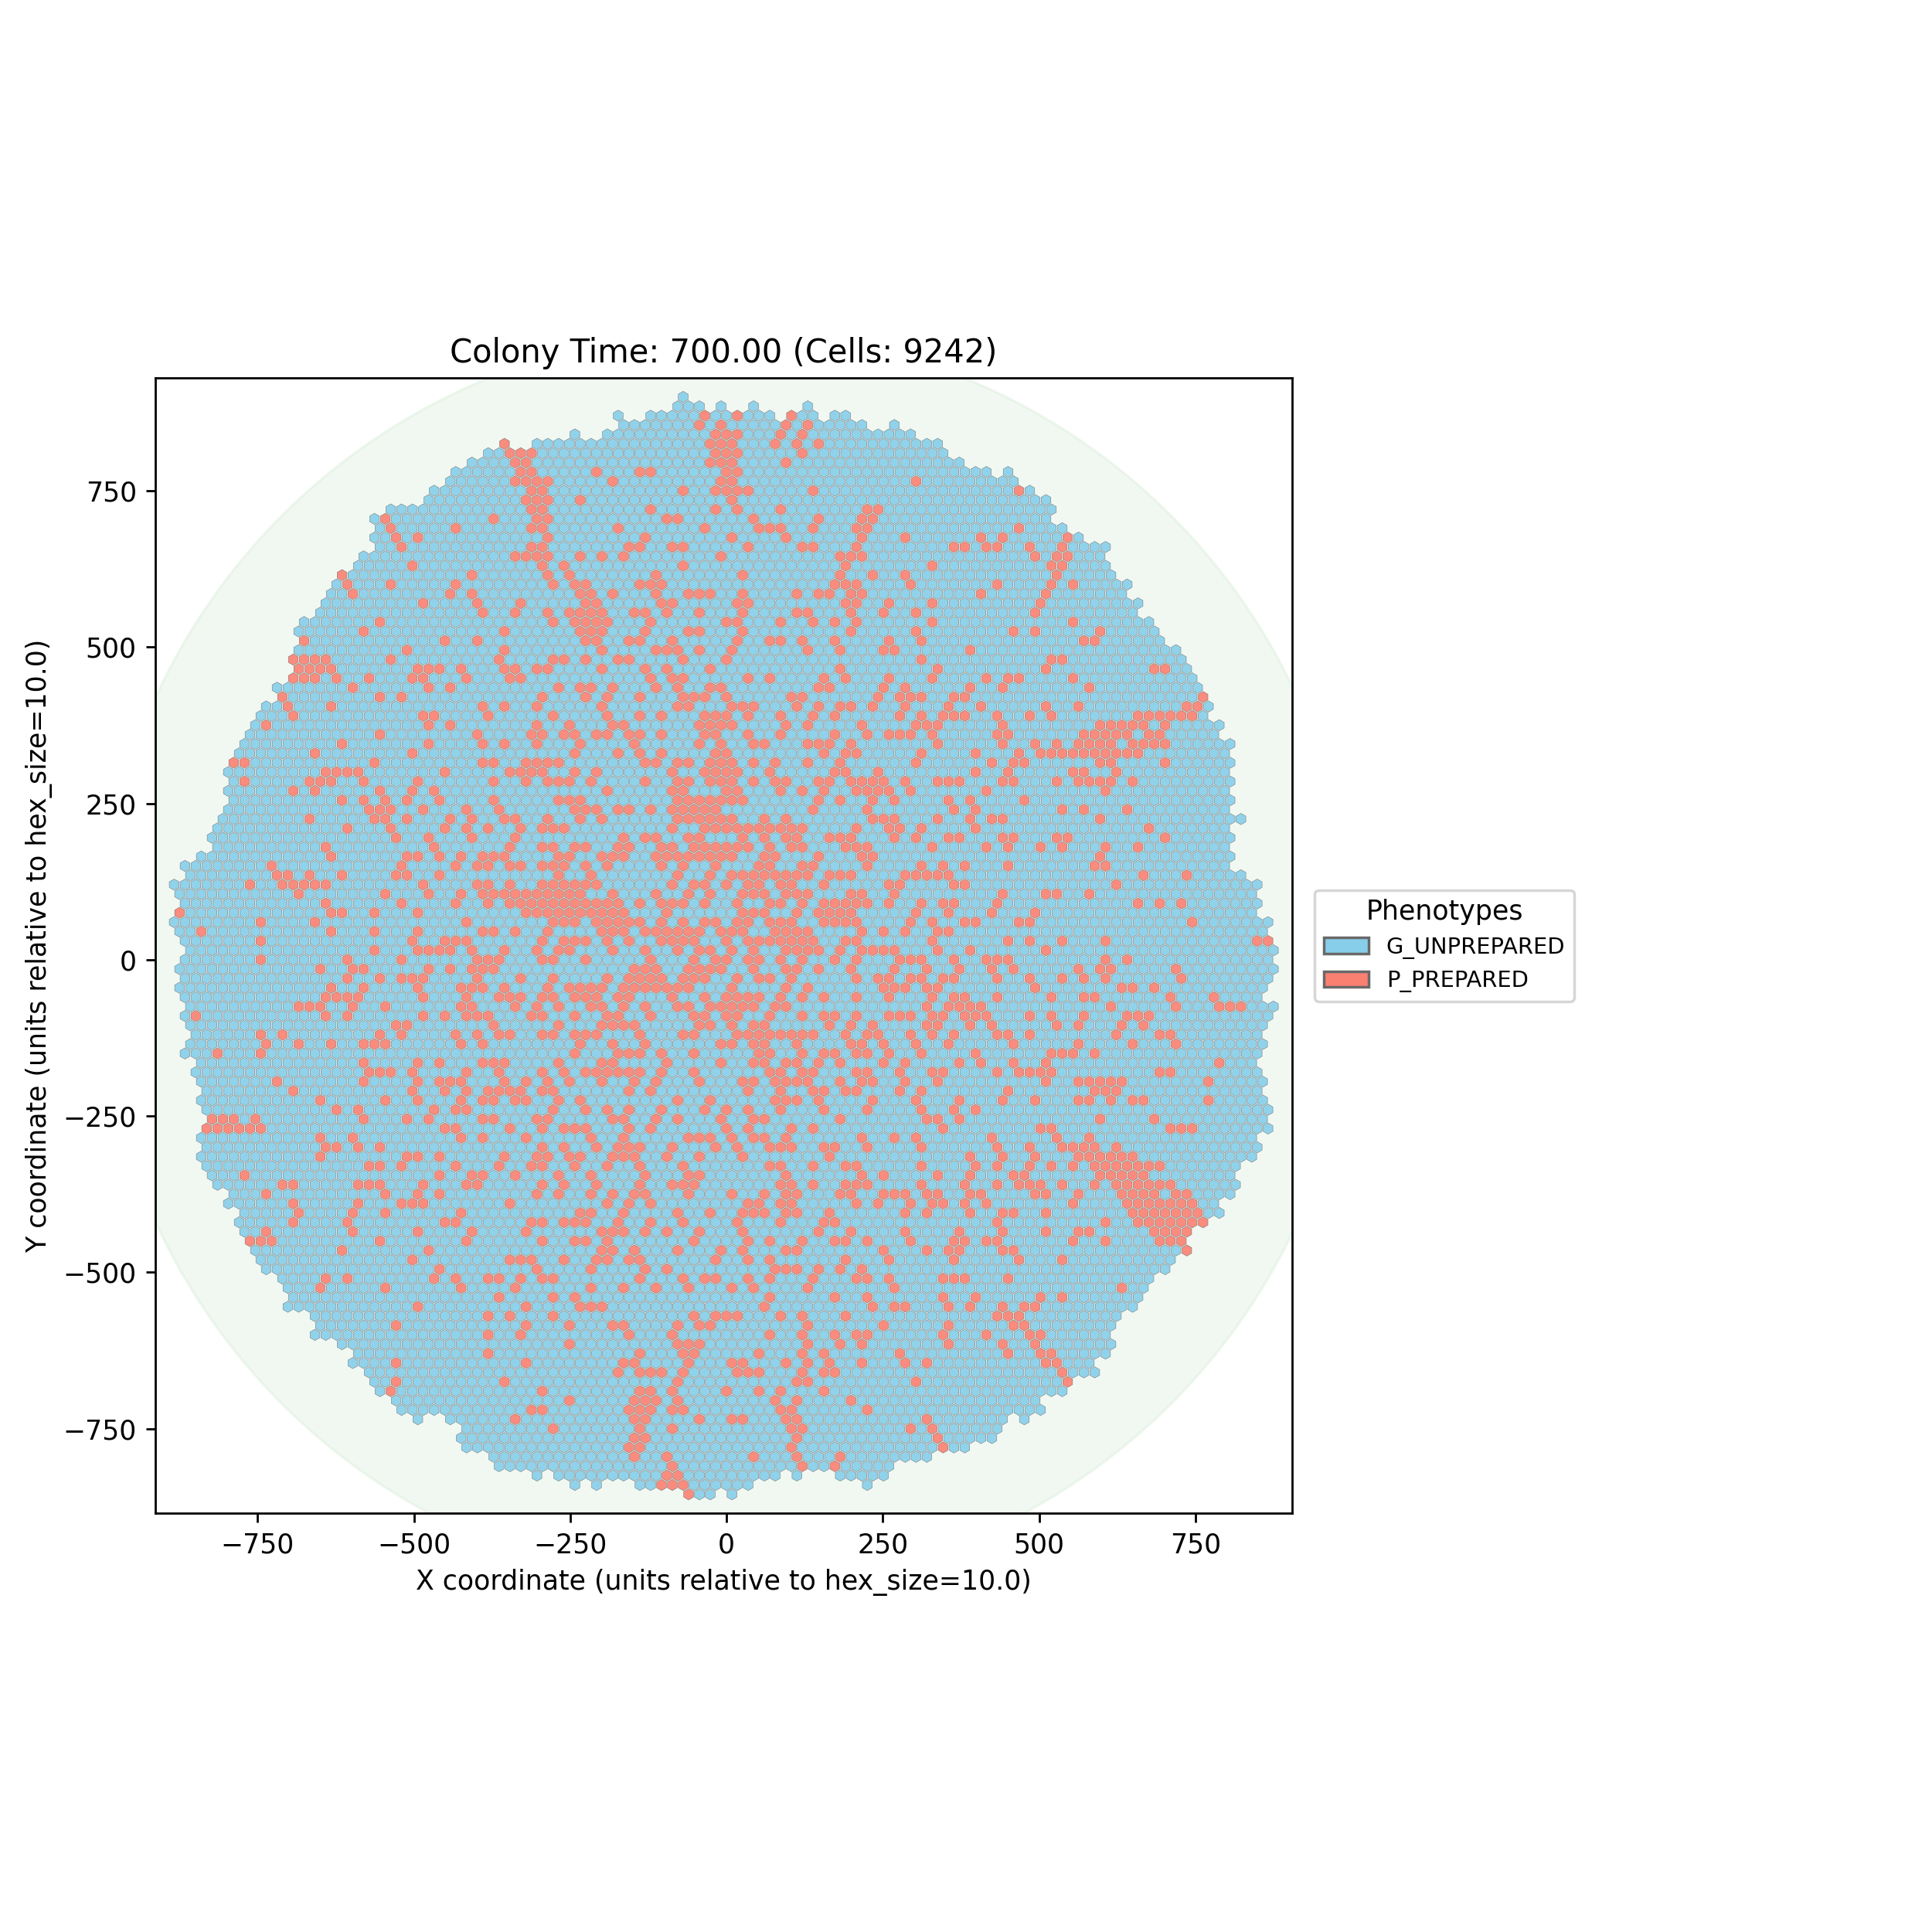 Colony Time: 700.00 (Cells: 9242)
Y coordinate (units relative to hex_size=10.0)
750
500
250
0
−250
−500
−750
−750
−500
−250
0
250
500
750
X coordinate (units relative to hex_size=10.0)
Phenotypes
G_UNPREPARED
P_PREPARED